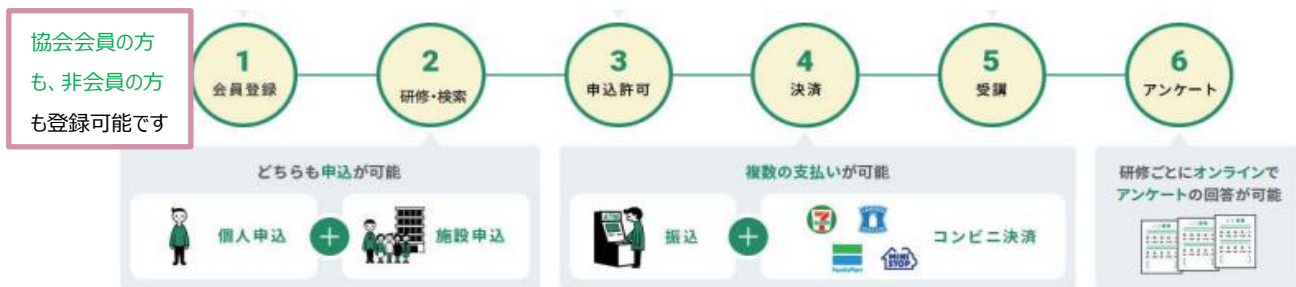 協会会員の方
も、非会員の方
も登録可能です
1
会員登録
2
研修・検索
3
申込許可
4
決済
5
受講
6
アンケート
どちらも申込が可能
個人申込
施設申込
複数の支払いが可能
振込
コンビニ決済
FamilyMart
MINI
STOP
研修ごとにオンラインで
アンケートの回答が可能